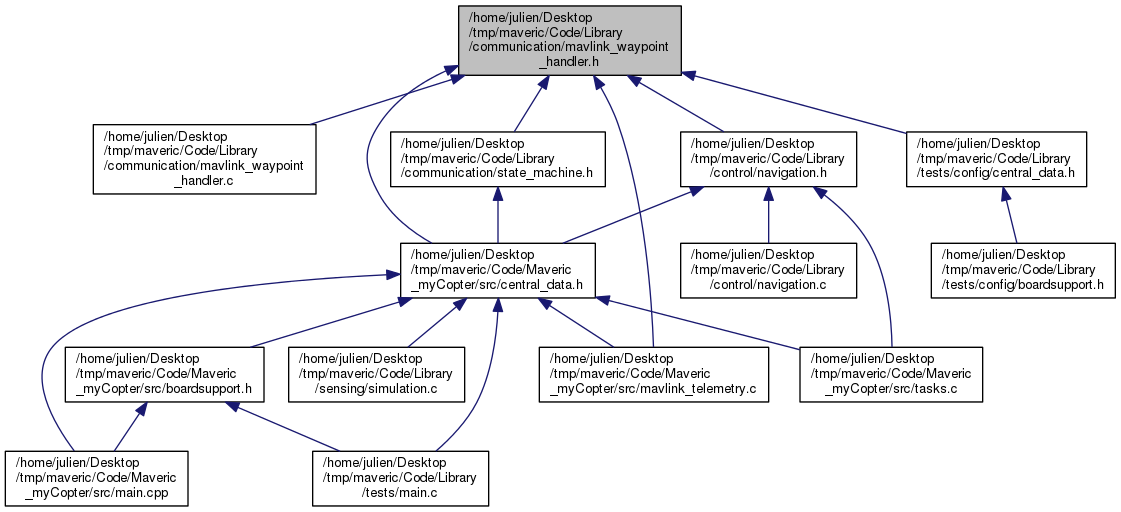 /home/julien/Desktop
/tmp/maveric/Code/Library
/communication/mavlink_waypoint
_handler.h
/home/julien/Desktop
/tmp/maveric/Code/Library
/communication/mavlink_waypoint
_handler.c
/home/julien/Desktop
/tmp/maveric/Code/Library
/communication/state_machine.h
/home/julien/Desktop
/tmp/maveric/Code/Library
/control/navigation.h
/home/julien/Desktop
/tmp/maveric/Code/Library
/tests/config/central_data.h
/home/julien/Desktop
/tmp/maveric/Code/Maveric
_myCopter/src/central_data.h
/home/julien/Desktop
/tmp/maveric/Code/Library
/control/navigation.c
/home/julien/Desktop
/tmp/maveric/Code/Library
/tests/config/boardsupport.h
/home/julien/Desktop
/tmp/maveric/Code/Maveric
_myCopter/src/boardsupport.h
/home/julien/Desktop
/tmp/maveric/Code/Library
/sensing/simulation.c
/home/julien/Desktop
/tmp/maveric/Code/Maveric
_myCopter/src/mavlink_telemetry.c
/home/julien/Desktop
/tmp/maveric/Code/Maveric
_myCopter/src/tasks.c
/home/julien/Desktop
/tmp/maveric/Code/Maveric
_myCopter/src/main.cpp
/home/julien/Desktop
/tmp/maveric/Code/Library
/tests/main.c